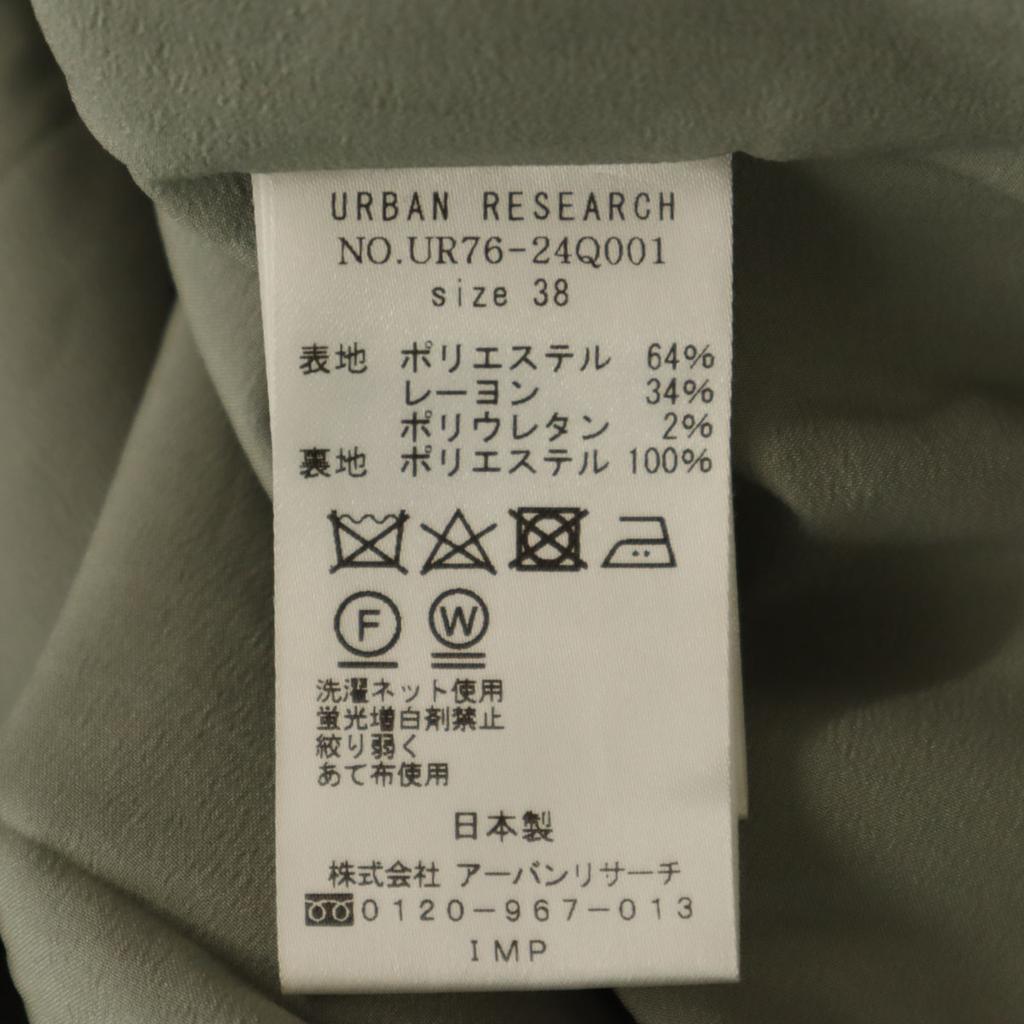 URBAN RESEARCH
NO.UR76-24Q001
size 38
表地 ポリエステル 64%
レーヨン 34%
ポリウレタン 2%
裏地 ポリエステル 100%
F W
洗濯ネット使用
蛍光増白剤禁止
絞り弱く
あて布使用
日本製
株式会社 アーバンリサーチ
0120-967-013
IMP